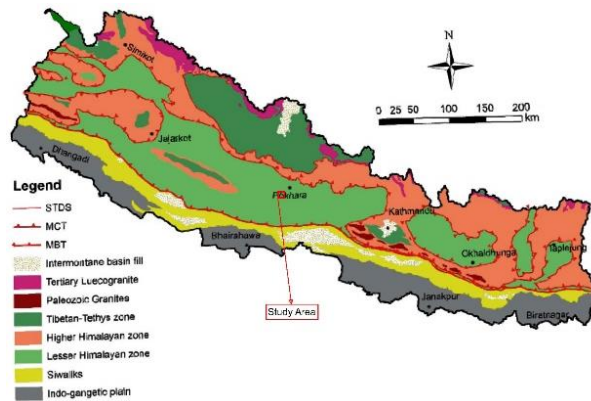 N
Simikot
0 25 50 100 150 200
km
Jajaskot
Dhangadi
Legend
STDS
MCT
MBT
Intermontane basin fill
Tertiary Luecogranite
Paleozoic Granites
Tibetan-Tethys zone
Higher Himalayan zone
Lesser Himalayan zone
Siwaliks
Indo-gangetic plain
Pokhara
Kathmandu
Bhairahawa
Okhaldhunga
Taplejung
Study Area
Janakpur
Biratnagar